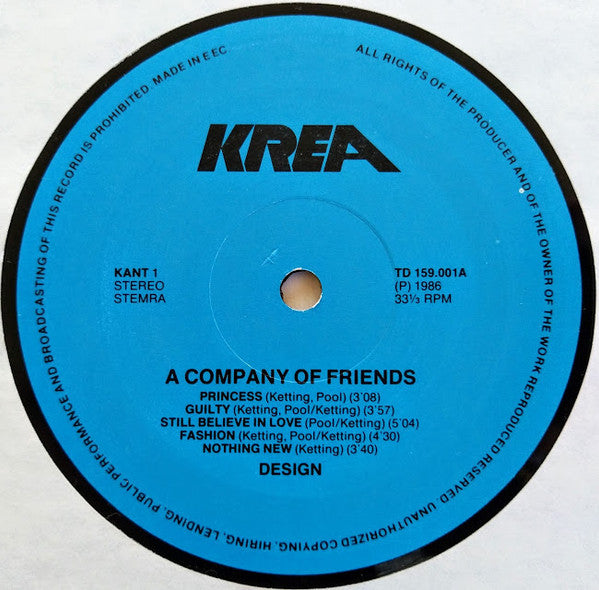 PUBLIC PERFORMANCE AND BROADCASTING OF THIS RECORD IS PROHIBITED. MADE IN EEC
ALL RIGHTS OF THE PRODUCER AND OF THE OWNER OF THE WORK REPRODUCED RESERVED. UNAUTHORIZED COPYING, HIRING, LENDING,
KREA
KANT 1
STEREO
STEMRA
TD 159.001A
(P) 1986
33⅓ RPM
A COMPANY OF FRIENDS
PRINCESS (Ketting, Pool) (3'08)
GUILTY (Ketting, Pool/Ketting) (3'57)
STILL BELIEVE IN LOVE (Pool/Ketting) (5'04)
FASHION (Ketting, Pool/Ketting) (4'30)
NOTHING NEW (Ketting) (3'40)
DESIGN